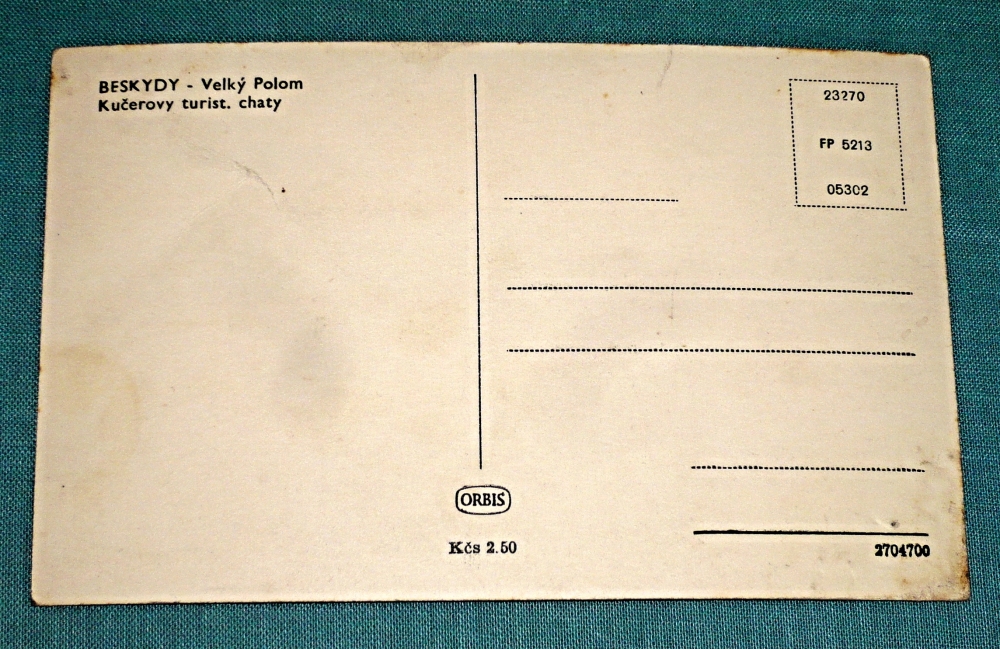 BESKYDY - Velký Polom
Kučerovy turist. chaty
23270
FP 5213
05302
ORBIS
Kčs 2.50
2704700